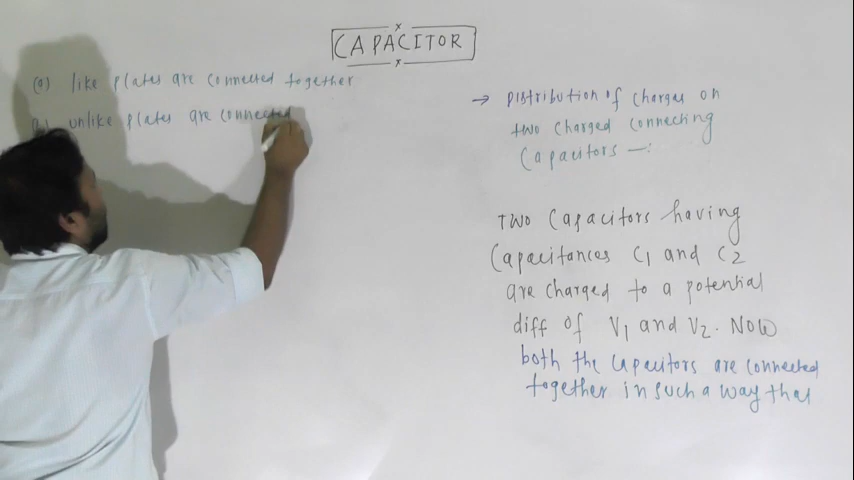 CAPACITOR
(a) like plates are connected together
unlike plates are connected
→ Distribution of charges on
two charged connecting
Capacitors —:
Two Capacitors having
Capacitances C1 and C2
are charged to a potential
diff of V1 and V2. Now
both the capacitors are connected
together in such a way that